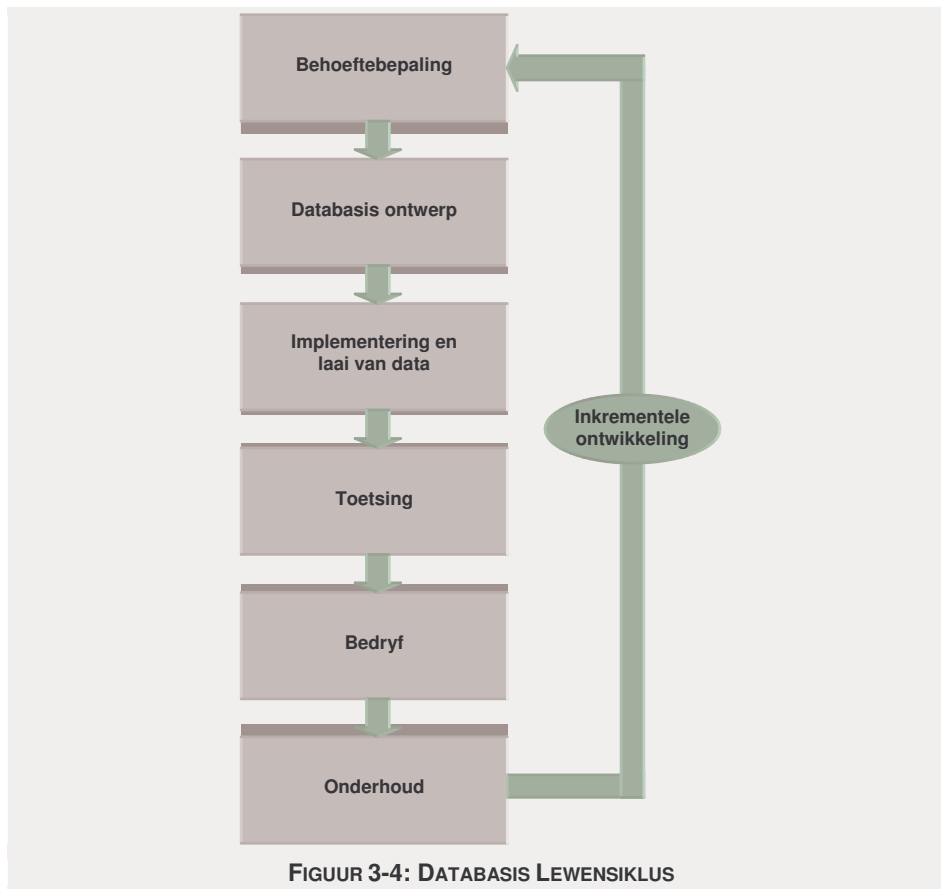 Behoeftebepaling
Databasis ontwerp
Implementering en
laai van data
Toetsing
Bedryf
Onderhoud
Inkrementele
ontwikkeling
FIGUUR 3-4: DATABASIS LEWENSIKLUS